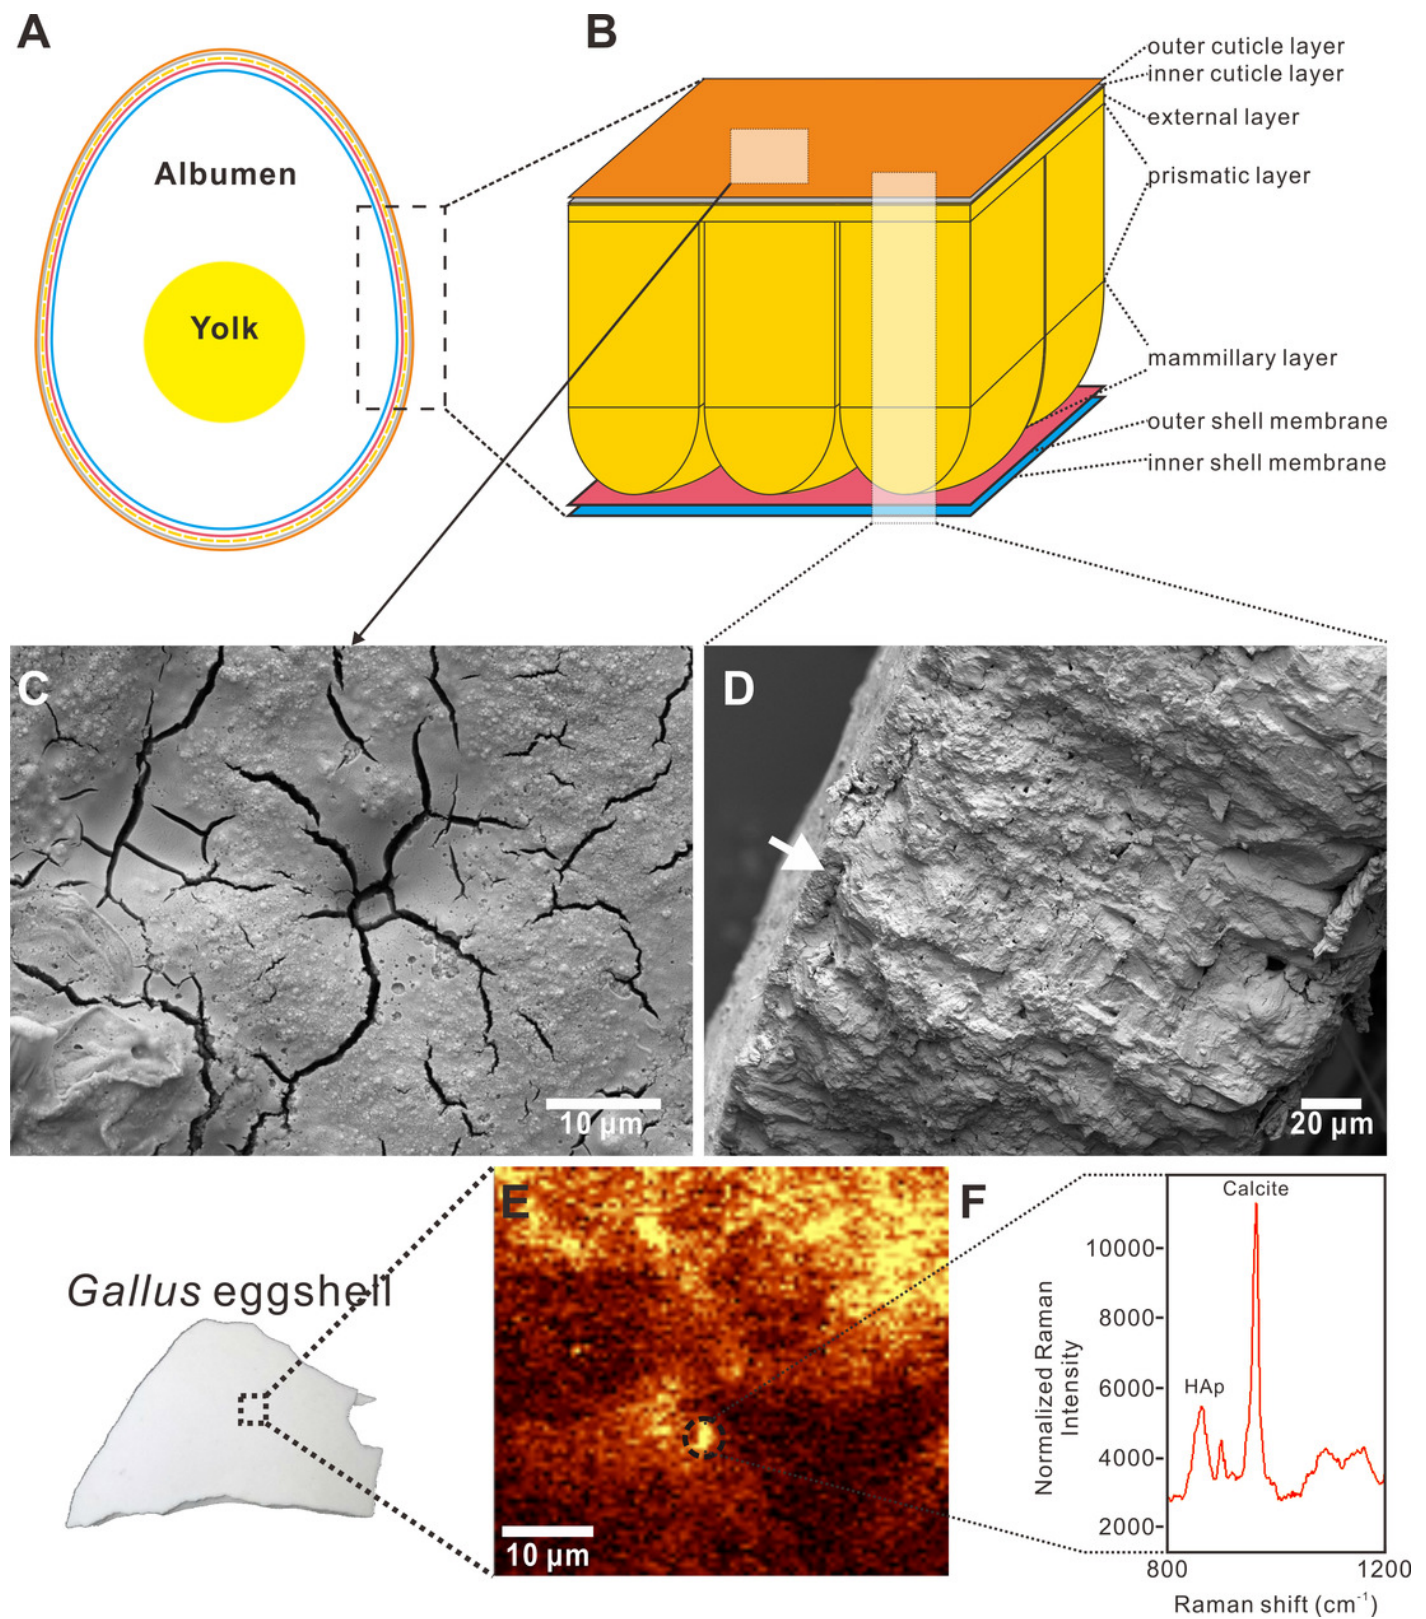 A
B
outer cuticle layer
inner cuticle layer
external layer
prismatic layer
mammillary layer
outer shell membrane
inner shell membrane
Albumen
Yolk
C
10 µm
D
20 µm
Gallus eggshell
E
10 µm
F
Calcite
HAp
Normalized Raman
Intensity
10000
8000
6000
4000
2000
800
1200
Raman shift (cm⁻¹)